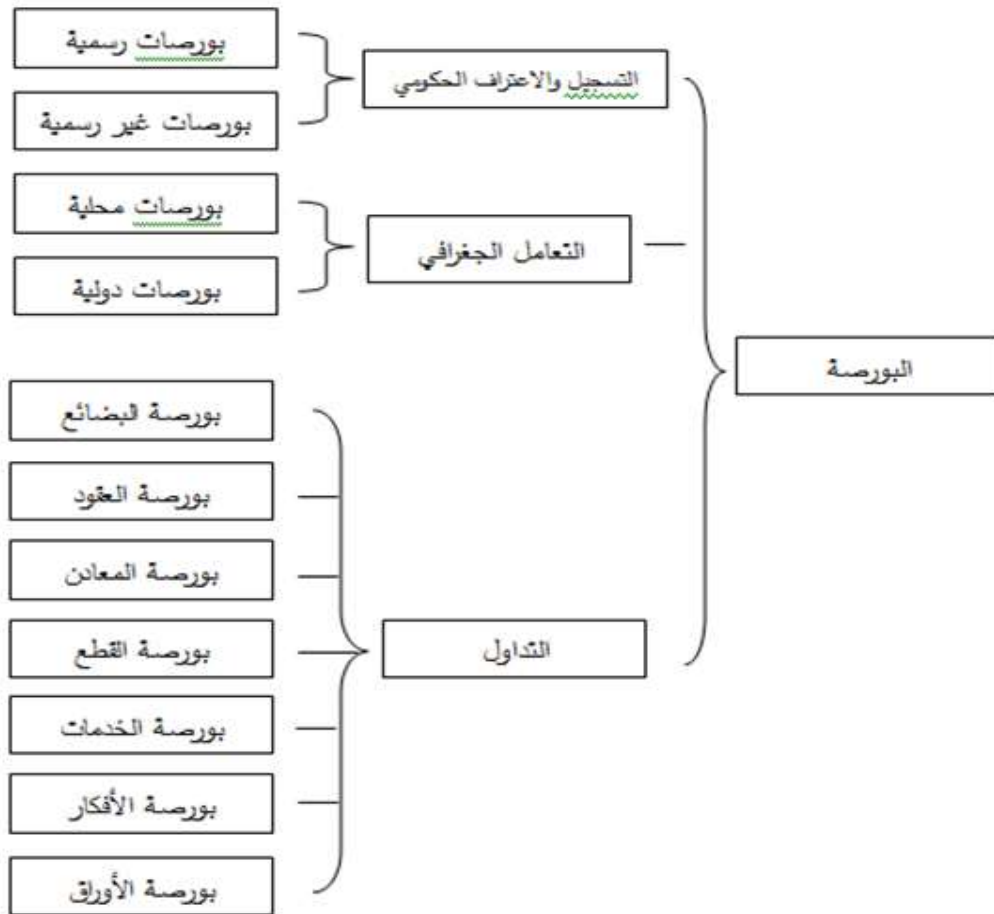 البورصة
التسجيل والاعتراف الحكومي
بورصات رسمية
بورصات غير رسمية
التعامل الجغرافي
بورصات محلية
بورصات دولية
التداول
بورصة البضائع
بورصة العقود
بورصة المعادن
بورصة القطع
بورصة الخدمات
بورصة الأفكار
بورصة الأوراق